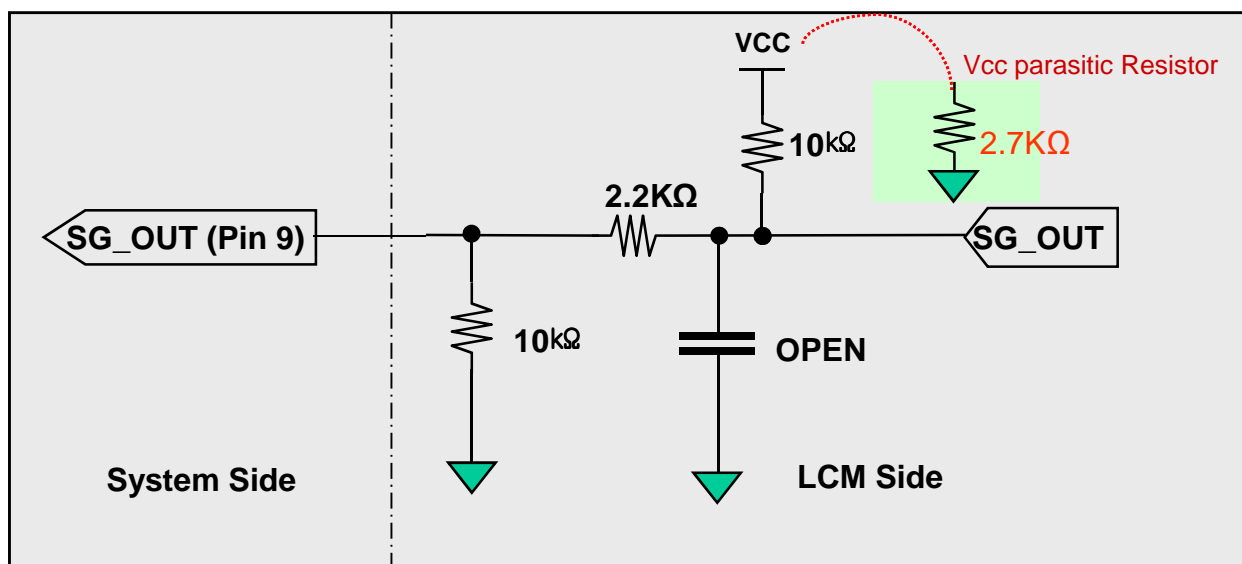 VCC
Vcc parasitic Resistor
10kΩ
2.7KΩ
2.2KΩ
SG_OUT (Pin 9)
SG_OUT
10kΩ
OPEN
System Side
LCM Side